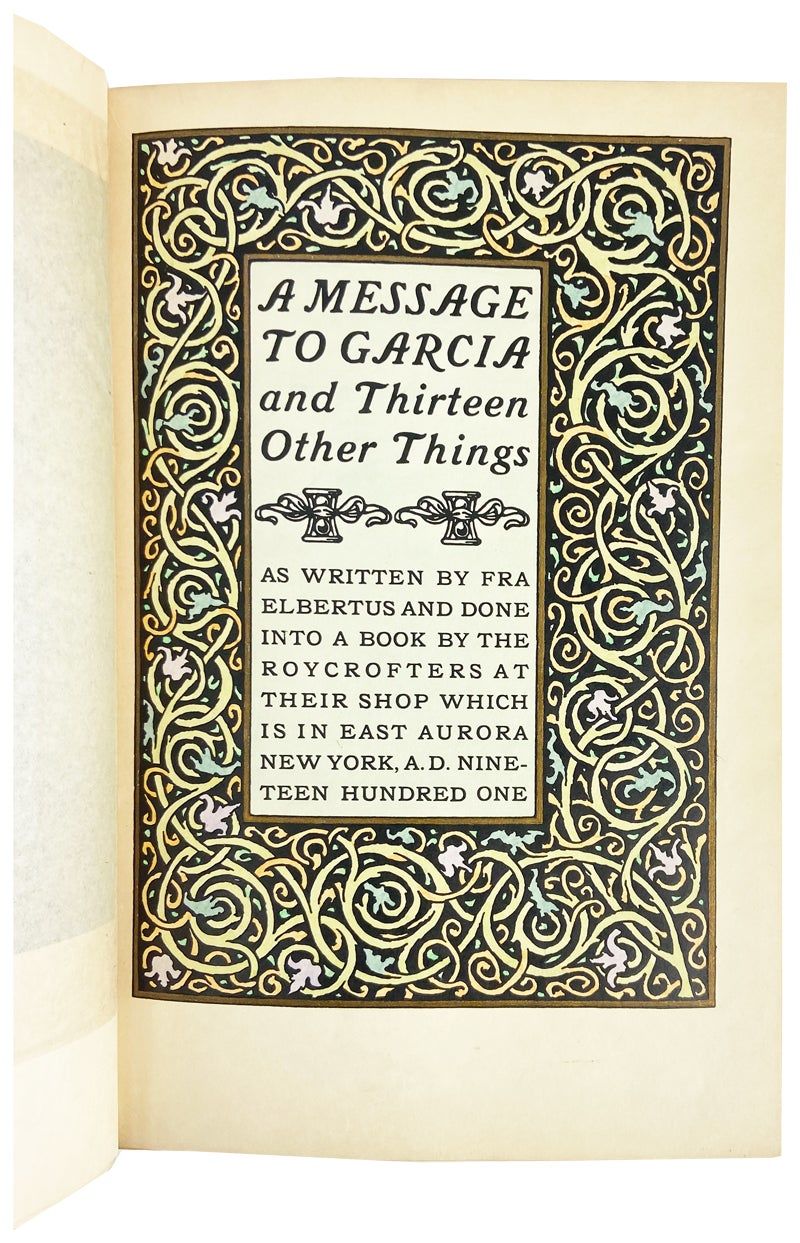 A MESSAGE
TO GARCIA
and Thirteen
Other Things
AS WRITTEN BY FRA
ELBERTUS AND DONE
INTO A BOOK BY THE
ROYCROFTERS AT
THEIR SHOP WHICH
IS IN EAST AURORA
NEW YORK, A.D. NINE-
TEEN HUNDRED ONE